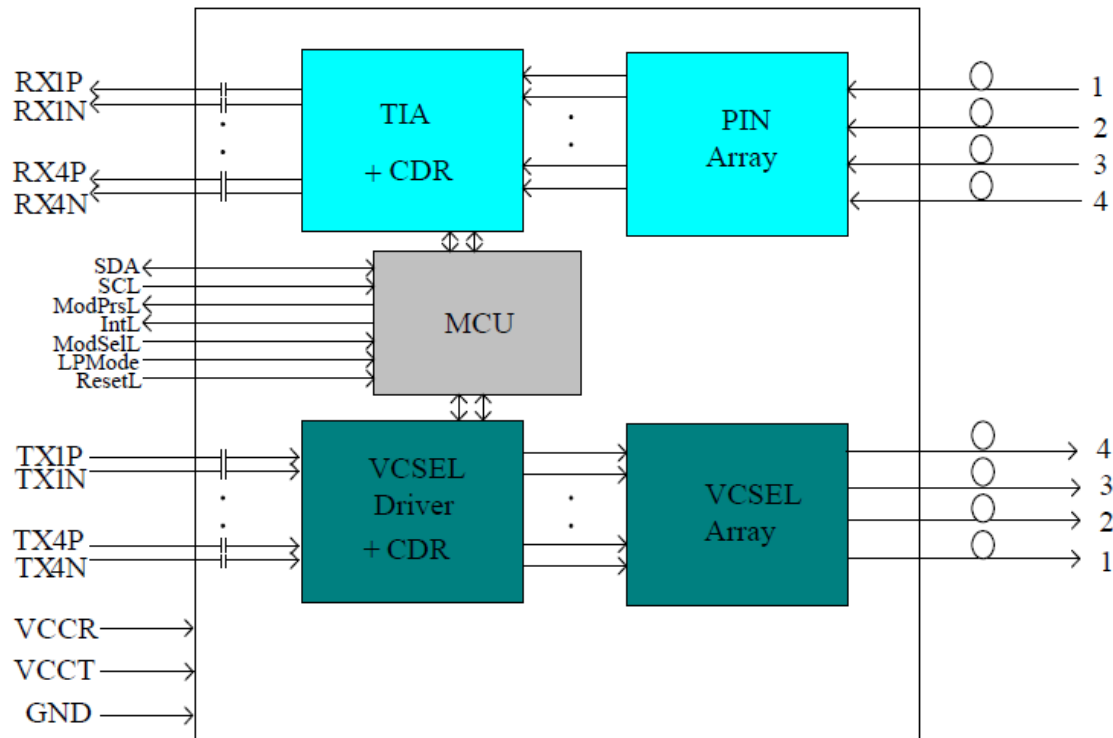 RX1P
RX1N
RX4P
RX4N
TIA
+ CDR
PIN
Array
1
2
3
4
SDA
SCL
ModPrsL
IntL
ModSelL
LPMode
ResetL
MCU
TX1P
TX1N
TX4P
TX4N
VCSEL
Driver
+ CDR
VCSEL
Array
4
3
2
1
VCCR
VCCT
GND